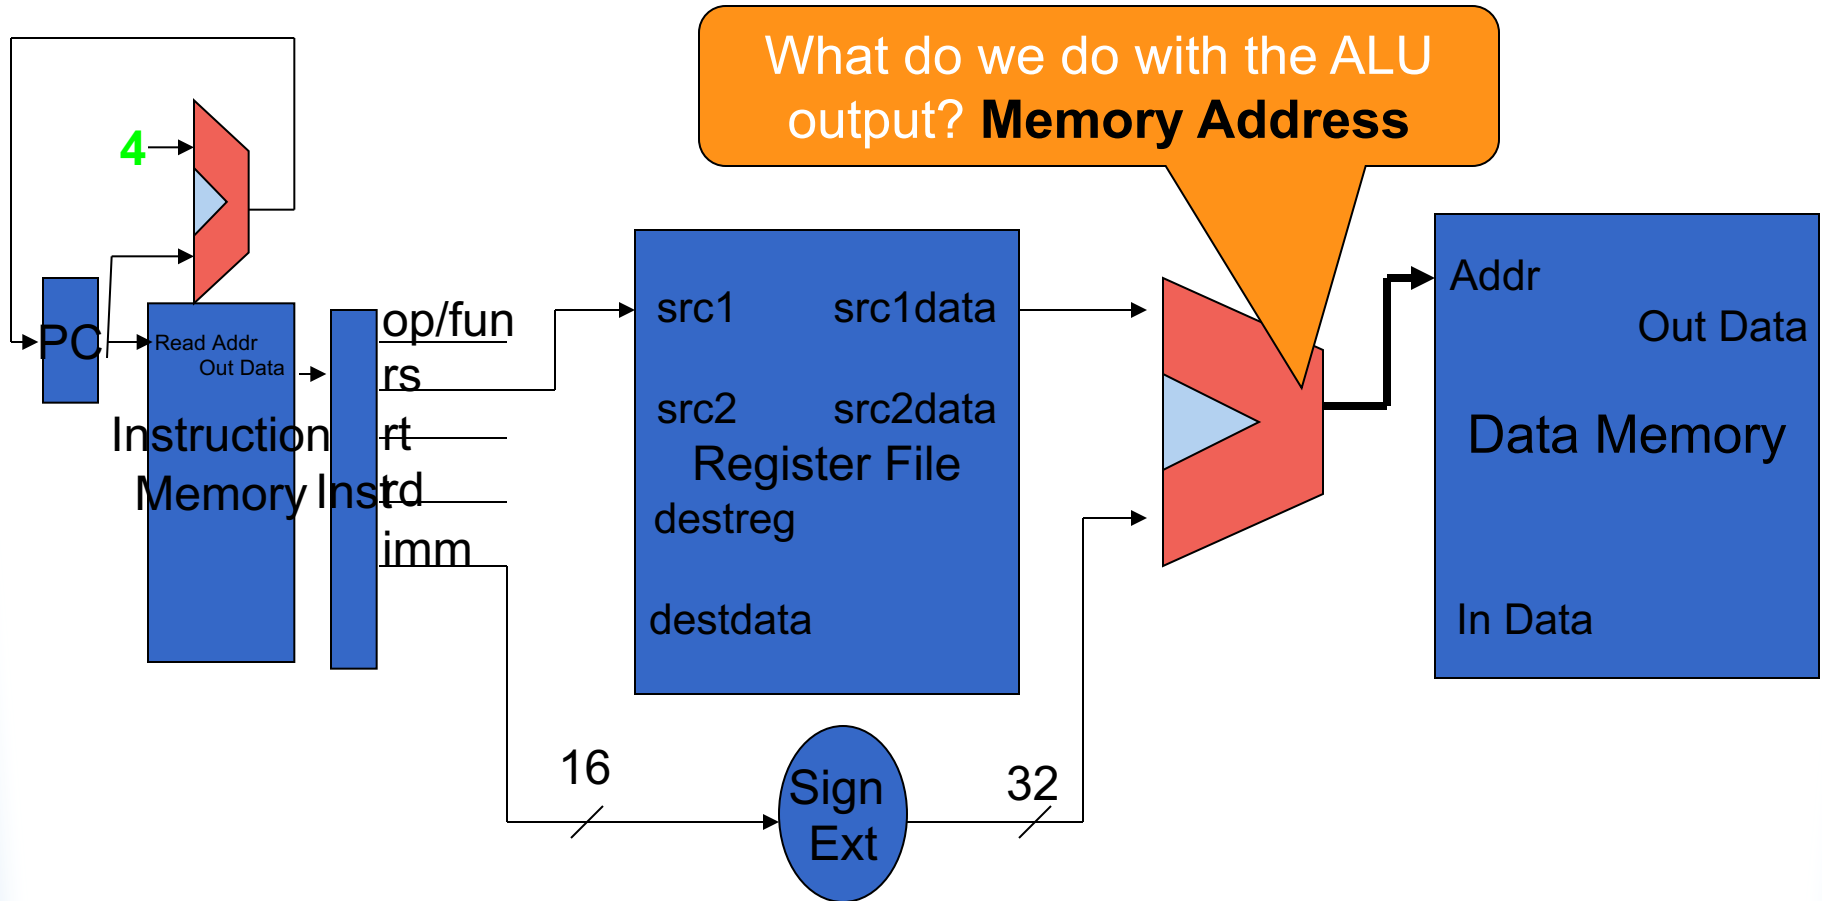 What do we do with the ALU
output? Memory Address
4
PC
Read Addr
Out Data
Instruction
Memory
Instr
op/fun
rs
rt
rd
imm
src1
src1data
src2
src2data
Register File
destreg
destdata
Addr
Out Data
Data Memory
In Data
16
Sign
Ext
32